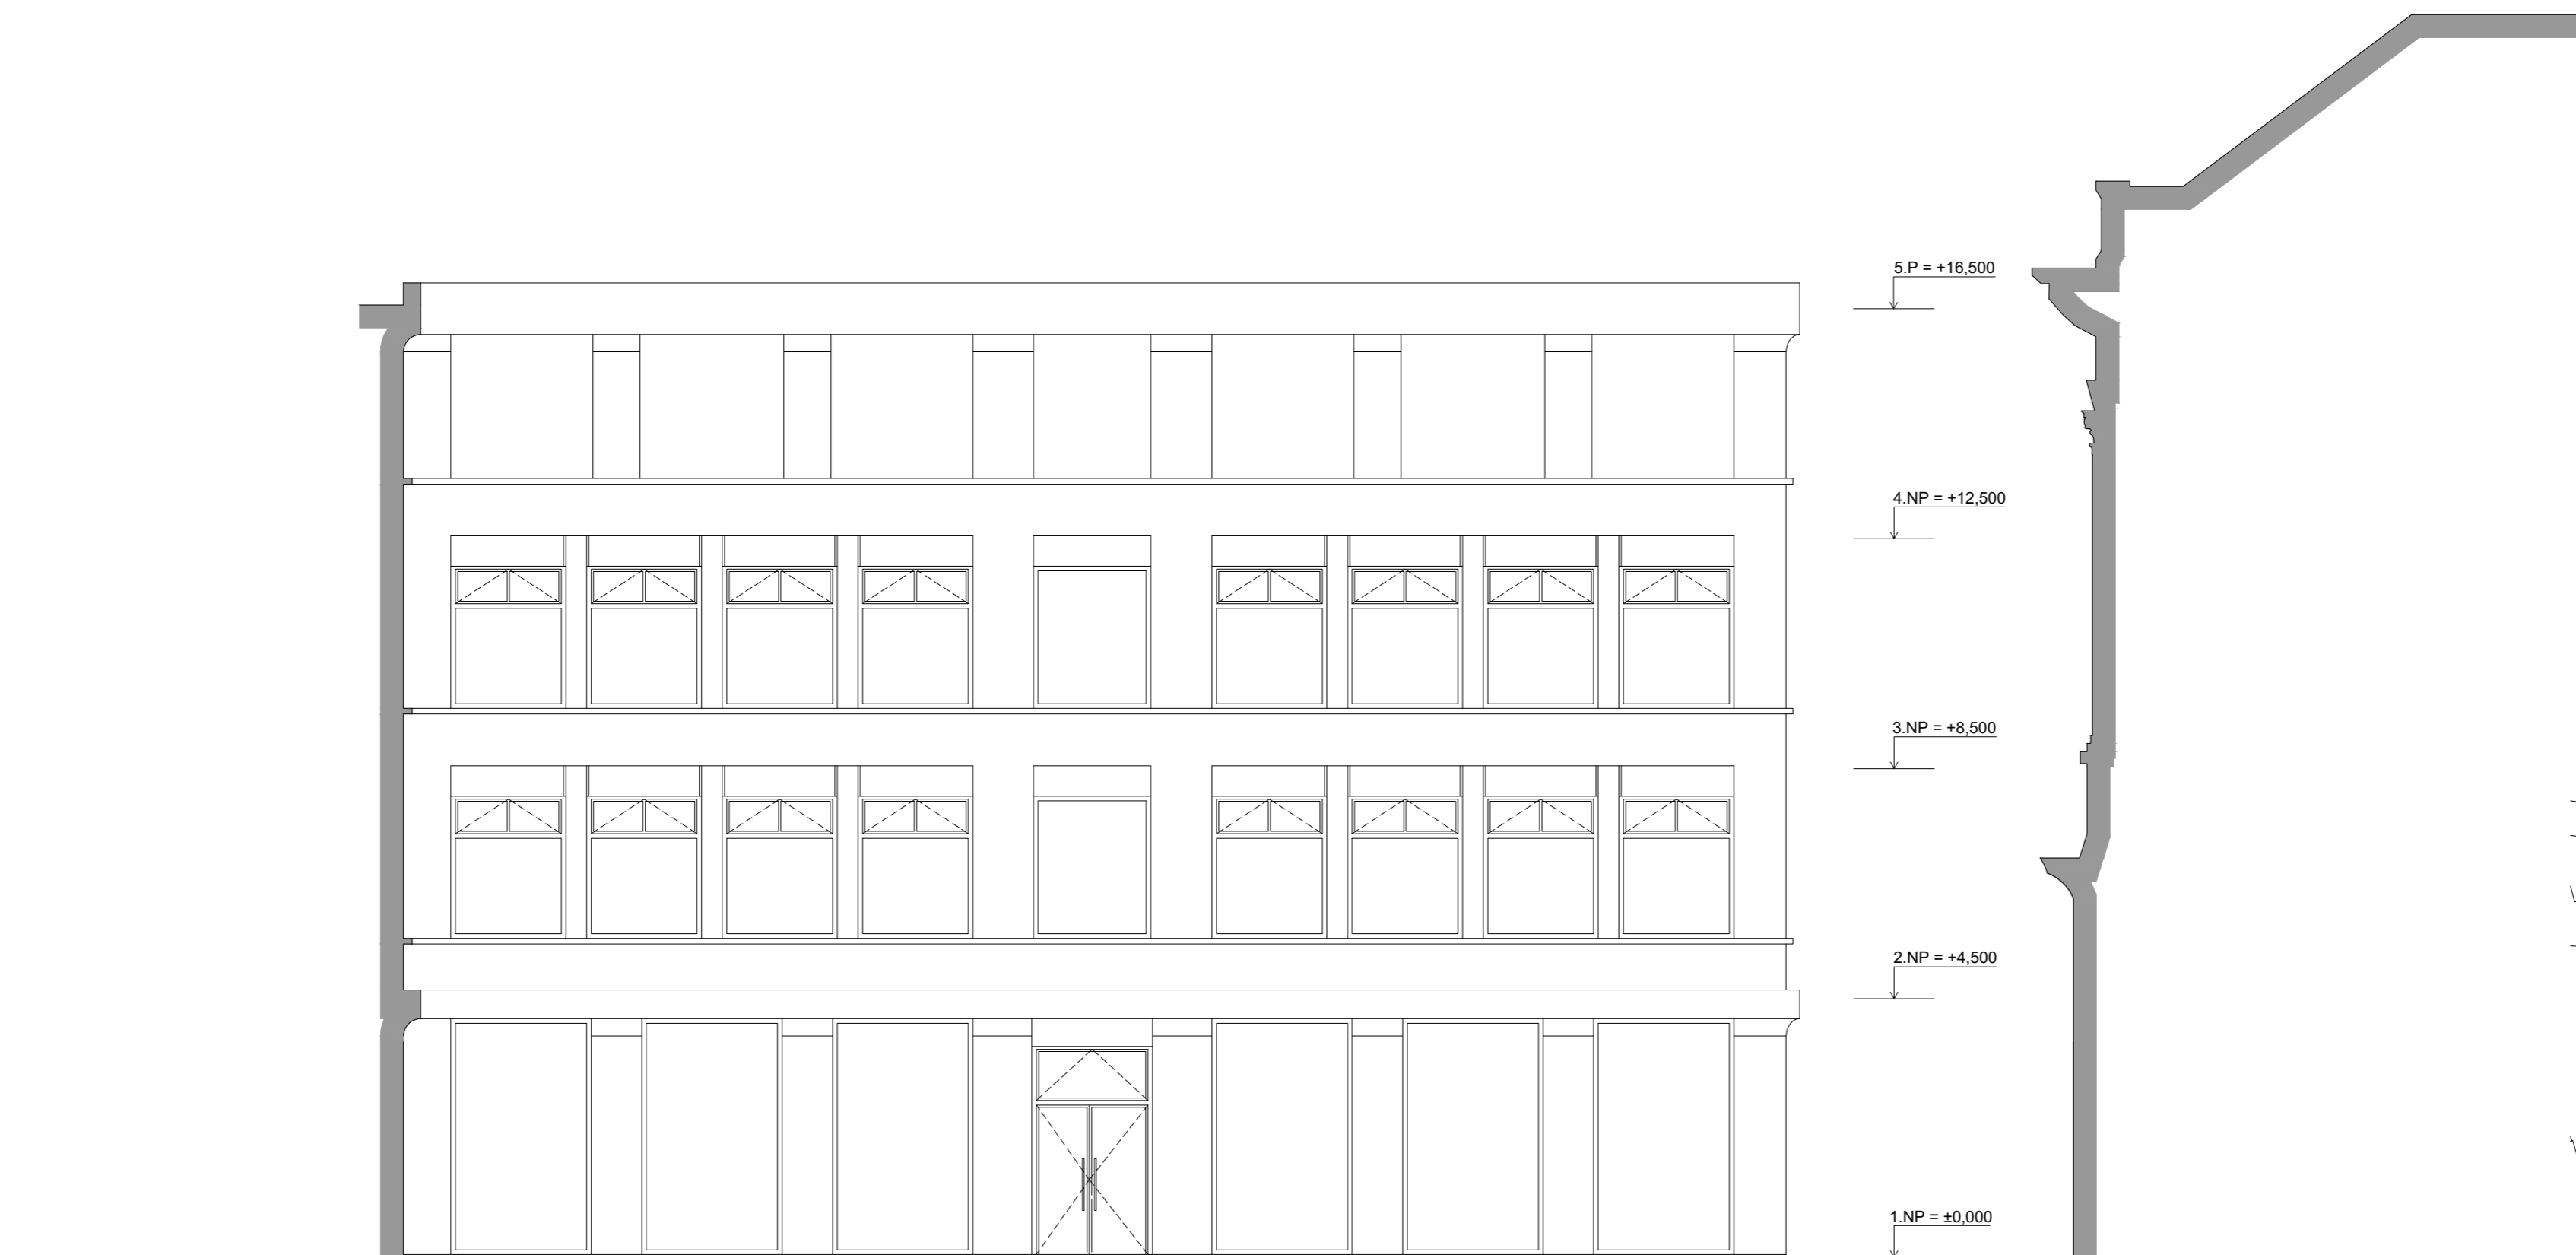 5.P = +16,500
4.NP = +12,500
3.NP = +8,500
2.NP = +4,500
1.NP = ±0,000